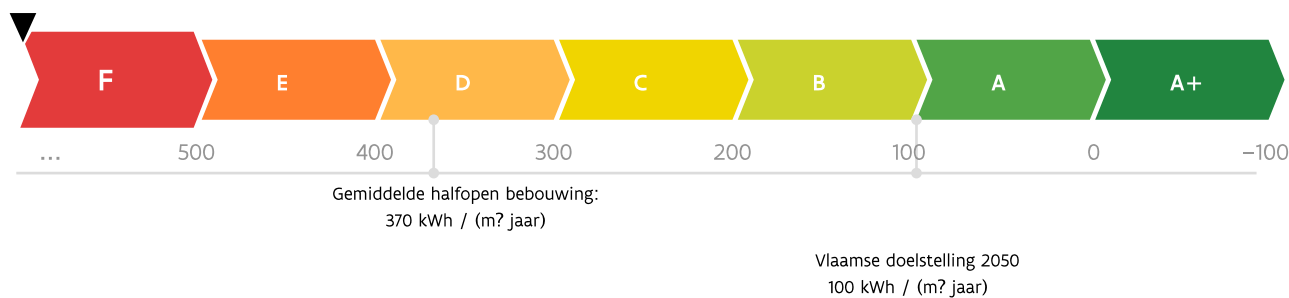 F E D C B A A+
... 500 400 300 200 100 0 –100
Gemiddelde halfopen bebouwing:
370 kWh / (m? jaar)
Vlaamse doelstelling 2050
100 kWh / (m? jaar)